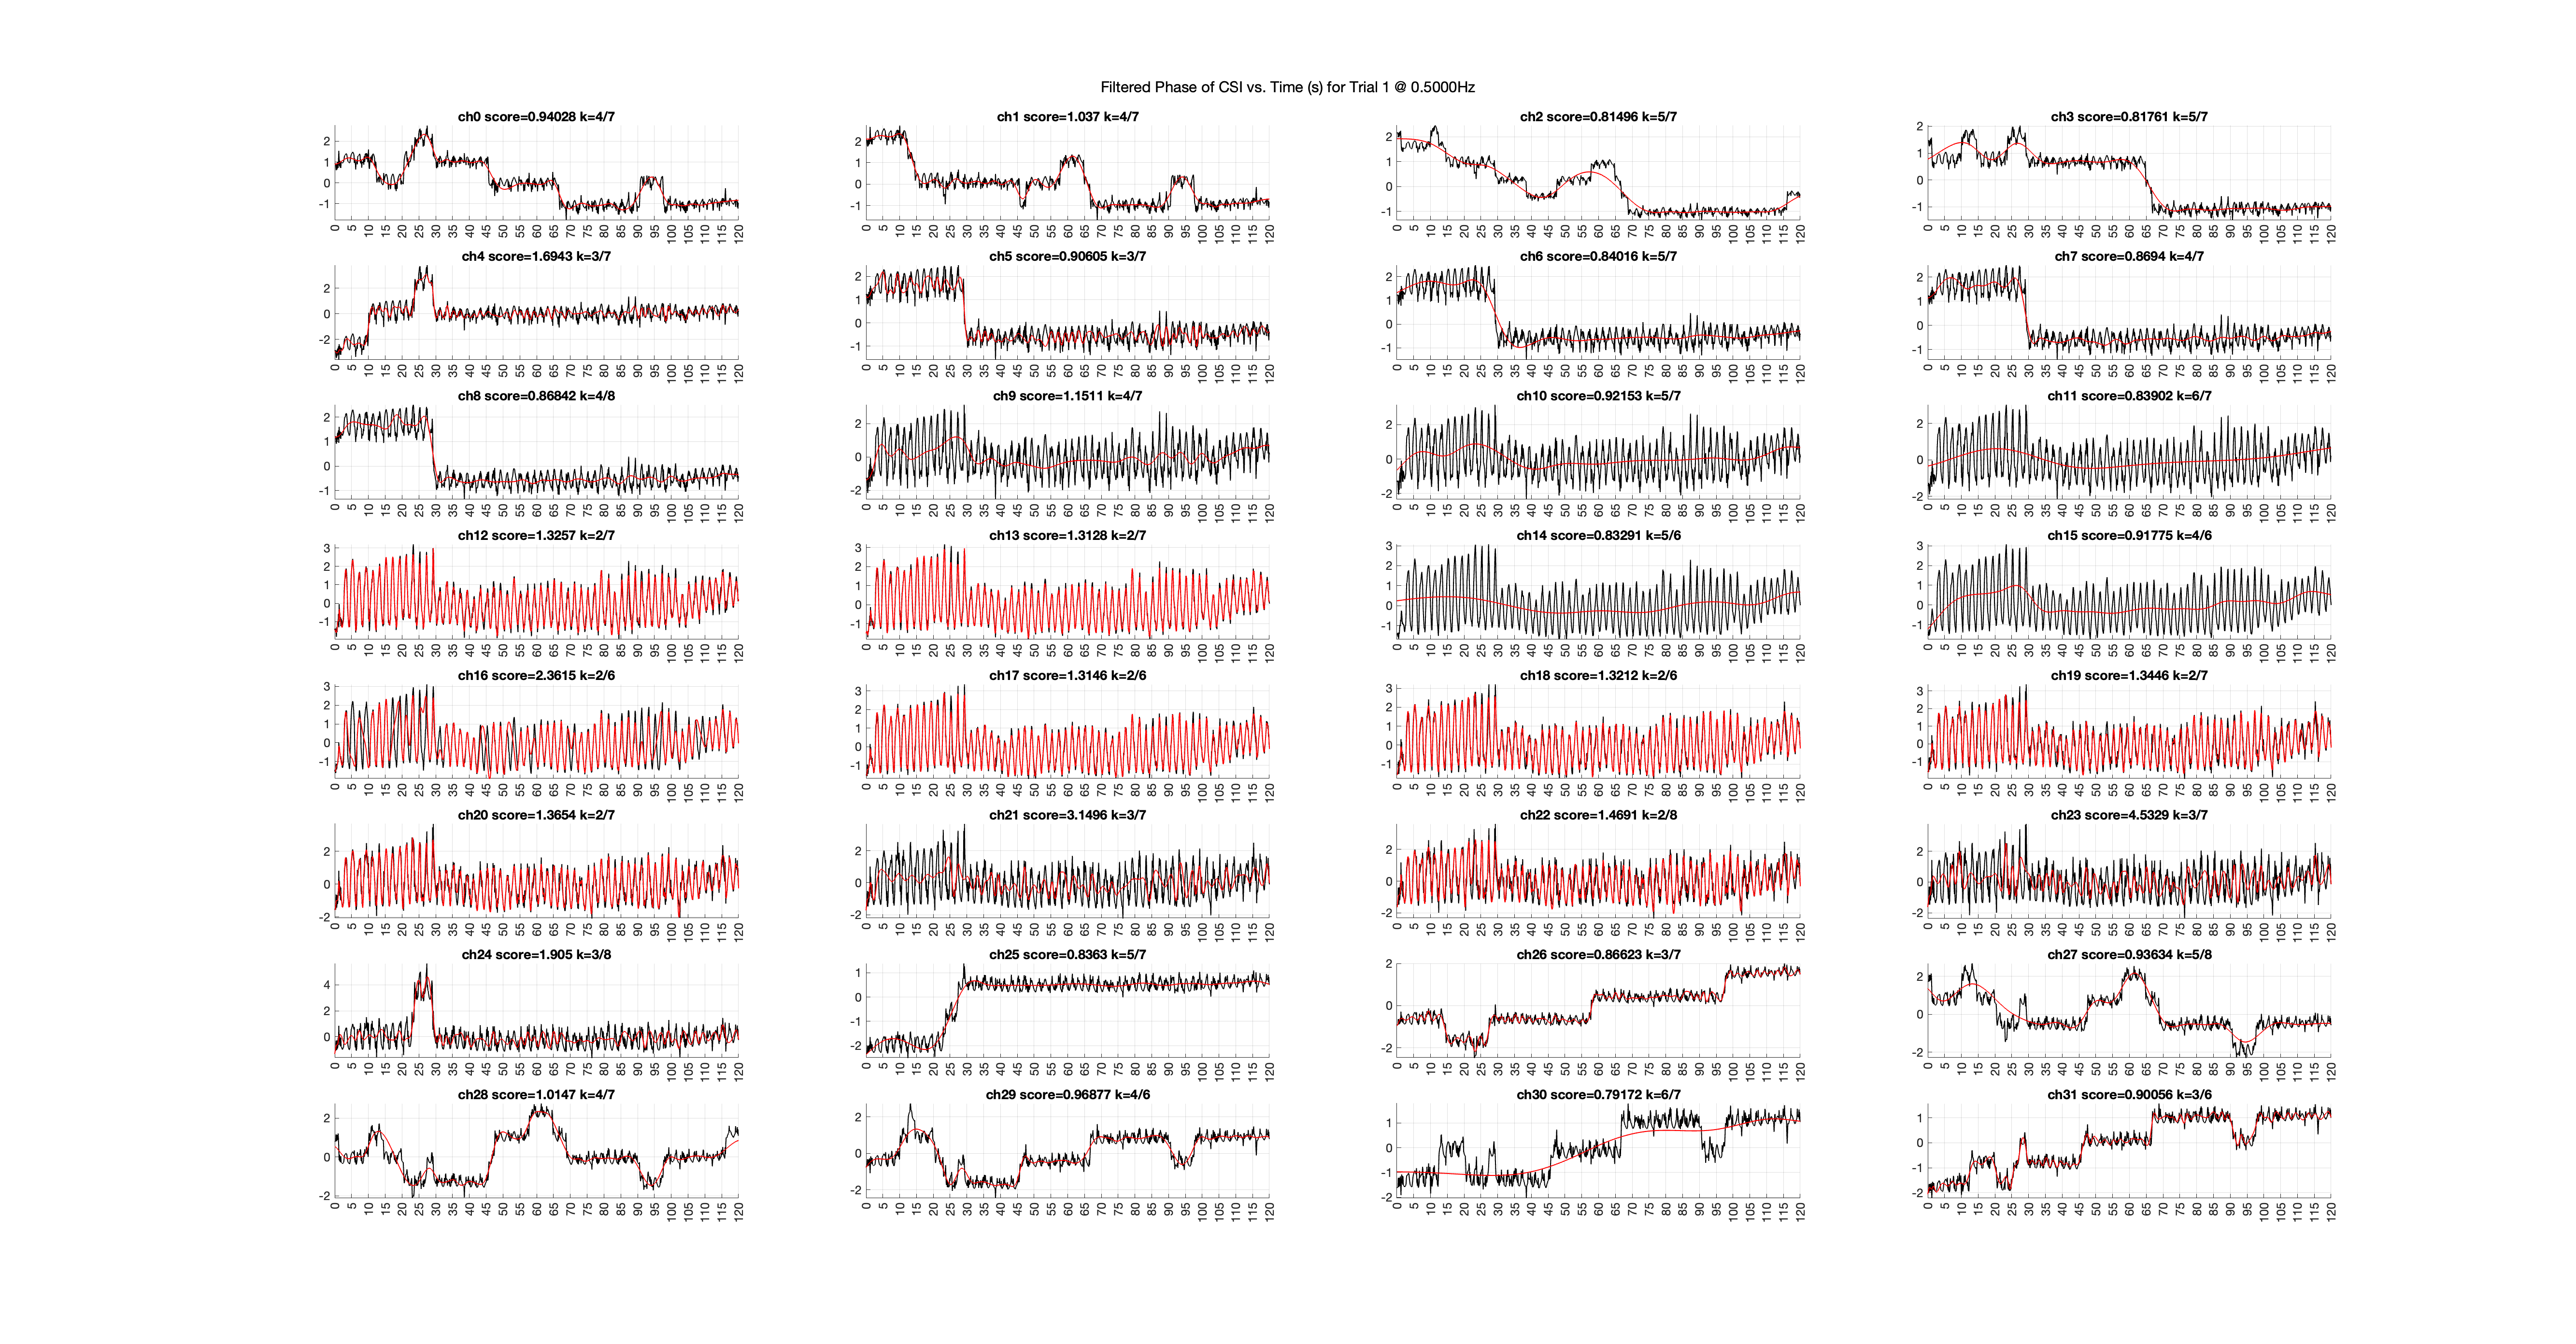 Filtered Phase of CSI vs. Time (s) for Trial 1 @ 0.5000Hz
ch0 score=0.94028 k=4/7
ch1 score=1.037 k=4/7
ch2 score=0.81496 k=5/7
ch3 score=0.81761 k=5/7
ch4 score=1.6943 k=3/7
ch5 score=0.90605 k=3/7
ch6 score=0.84016 k=5/7
ch7 score=0.8694 k=4/7
ch8 score=0.86842 k=4/8
ch9 score=1.1511 k=4/7
ch10 score=0.92153 k=5/7
ch11 score=0.83902 k=6/7
ch12 score=1.3257 k=2/7
ch13 score=1.3128 k=2/7
ch14 score=0.83291 k=5/6
ch15 score=0.91775 k=4/6
ch16 score=2.3615 k=2/6
ch17 score=1.3146 k=2/6
ch18 score=1.3212 k=2/6
ch19 score=1.3446 k=2/7
ch20 score=1.3654 k=2/7
ch21 score=3.1496 k=3/7
ch22 score=1.4691 k=2/8
ch23 score=4.5329 k=3/7
ch24 score=1.905 k=3/8
ch25 score=0.8363 k=5/7
ch26 score=0.86623 k=3/7
ch27 score=0.93634 k=5/8
ch28 score=1.0147 k=4/7
ch29 score=0.96877 k=4/6
ch30 score=0.79172 k=6/7
ch31 score=0.90056 k=3/6